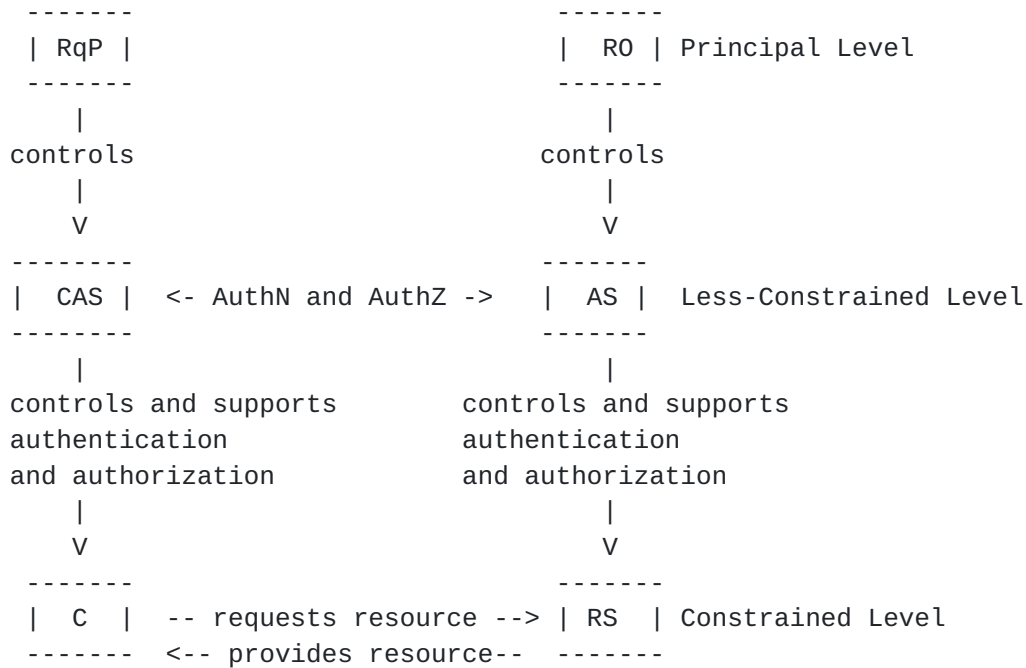 -------                           -------
 | RqP |                           |  RO | Principal Level
 -------                           -------
    |                                 |
controls                          controls
    |                                 |
    V                                 V
--------                          -------
|  CAS |  <- AuthN and AuthZ ->   |  AS |  Less-Constrained Level
--------                          -------
    |                                 |
controls and supports        controls and supports
authentication               authentication
and authorization            and authorization
    |                                 |
    V                                 V
 -------                           -------
 |  C  |  -- requests resource --> | RS  | Constrained Level
 -------  <-- provides resource--  -------